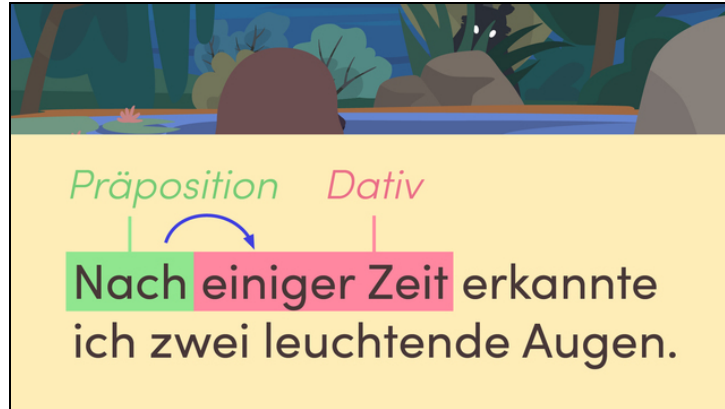 Präposition Dativ
Nach einiger Zeit erkannte
ich zwei leuchtende Augen.